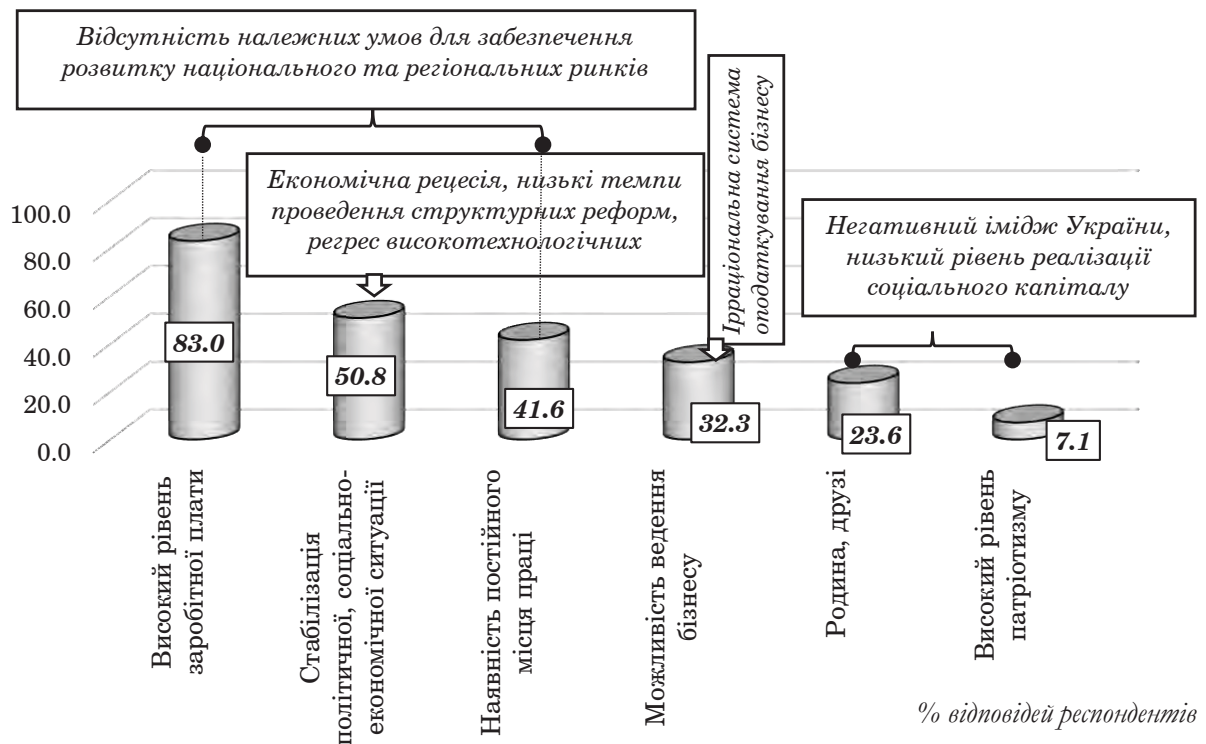 Відсутність належних умов для забезпечення
розвитку національного та регіональних ринків
Економічна рецесія, низькі темпи
проведення структурних реформ,
регрес високотехнологічних
Ірраціональна система
оподаткування бізнесу
Негативний імідж України,
низький рівень реалізації
соціального капіталу
100.0
80.0
60.0
40.0
20.0
0.0
83.0
50.8
41.6
32.3
23.6
7.1
Високий рівень
заробітної плати
Стабілізація
політичної, соціально-
економічної ситуації
Наявність постійного
місця праці
Можливість ведення
бізнесу
Родина, друзі
Високий рівень
патріотизму
% відповідей респондентів